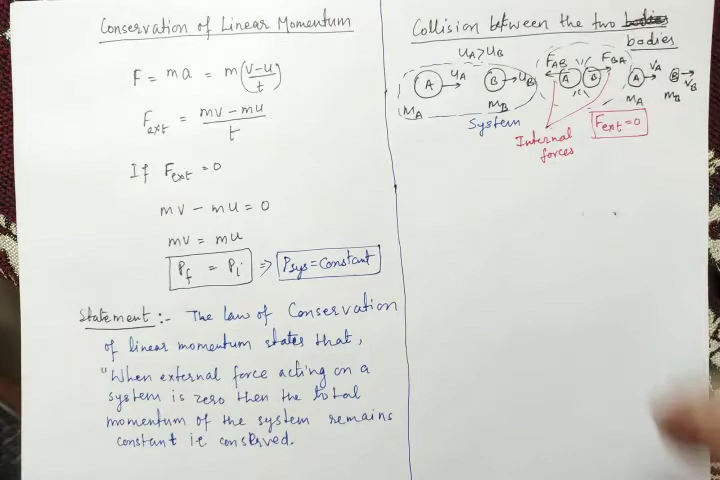 Conservation of Linear Momentum
F = ma = m(v-u/t)
Fext = mv - mu / t
If Fext = 0
mv - mu = 0
mv = mu
Pf = Pi ⇒ Psys = Constant
Statement :- The law of Conservation
of linear momentum states that,
"When external force acting on a
system is zero then the total
momentum of the system remains
constant ie conserved.
Collision between the two
bodies
uA > uB
FAB FBA
A uA B uB A B A vA B vB
mA mB mA mB
System
Internal
forces
Fext = 0